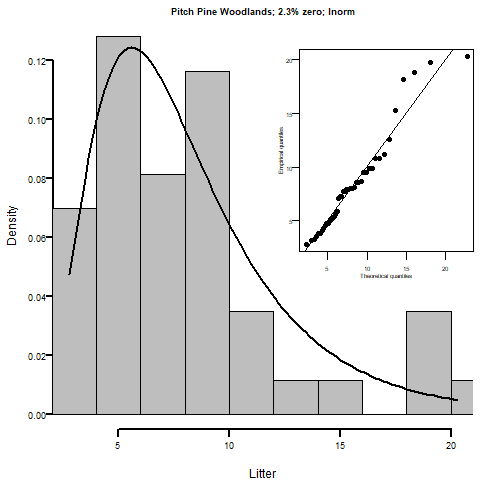 Pitch Pine Woodlands; 2.3% zero; lnorm
0.12
0.10
0.08
0.06
0.04
0.02
0.00
Density
5 10 15 20
Litter
20
15
10
5
Empirical quantiles
5 10 15 20
Theoretical quantiles